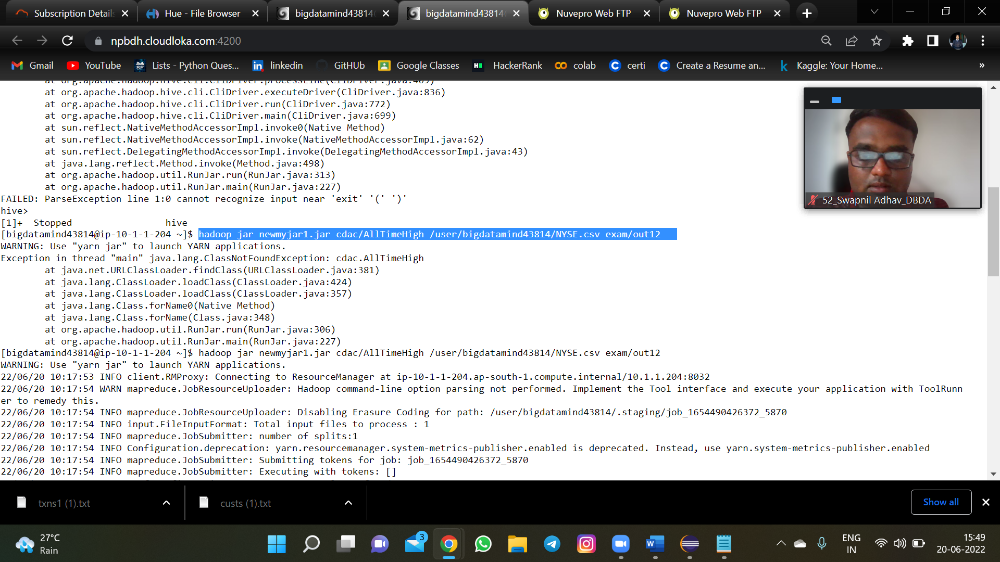 Subscription Details
Hue - File Browser
bigdatamind43814
bigdatamind43814
Nuvepro Web FTP
Nuvepro Web FTP
npbdh.cloudloka.com:4200
Gmail
YouTube
Lists - Python Ques...
linkedin
GitHUb
Google Classes
HackerRank
colab
certi
Create a Resume an...
Kaggle: Your Home...
»
at org.apache.hadoop.hive.cli.CliDriver.processLine(CliDriver.java:409)
at org.apache.hadoop.hive.cli.CliDriver.executeDriver(CliDriver.java:836)
at org.apache.hadoop.hive.cli.CliDriver.run(CliDriver.java:772)
at org.apache.hadoop.hive.cli.CliDriver.main(CliDriver.java:699)
at sun.reflect.NativeMethodAccessorImpl.invoke0(Native Method)
at sun.reflect.NativeMethodAccessorImpl.invoke(NativeMethodAccessorImpl.java:62)
at sun.reflect.DelegatingMethodAccessorImpl.invoke(DelegatingMethodAccessorImpl.java:43)
at java.lang.reflect.Method.invoke(Method.java:498)
at org.apache.hadoop.util.RunJar.run(RunJar.java:313)
at org.apache.hadoop.util.RunJar.main(RunJar.java:227)
FAILED: ParseException line 1:0 cannot recognize input near 'exit' '(' ')'
hive>
[1]+  Stopped                 hive
[bigdatamind43814@ip-10-1-1-204 ~]$ hadoop jar newmyjar1.jar cdac/AllTimeHigh /user/bigdatamind43814/NYSE.csv exam/out12
WARNING: Use "yarn jar" to launch YARN applications.
Exception in thread "main" java.lang.ClassNotFoundException: cdac.AllTimeHigh
at java.net.URLClassLoader.findClass(URLClassLoader.java:381)
at java.lang.ClassLoader.loadClass(ClassLoader.java:424)
at java.lang.ClassLoader.loadClass(ClassLoader.java:357)
at java.lang.Class.forName0(Native Method)
at java.lang.Class.forName(Class.java:348)
at org.apache.hadoop.util.RunJar.run(RunJar.java:306)
at org.apache.hadoop.util.RunJar.main(RunJar.java:227)
[bigdatamind43814@ip-10-1-1-204 ~]$ hadoop jar newmyjar1.jar cdac/AllTimeHigh /user/bigdatamind43814/NYSE.csv exam/out12
WARNING: Use "yarn jar" to launch YARN applications.
22/06/20 10:17:53 INFO client.RMProxy: Connecting to ResourceManager at ip-10-1-1-204.ap-south-1.compute.internal/10.1.1.204:8032
22/06/20 10:17:54 WARN mapreduce.JobResourceUploader: Hadoop command-line option parsing not performed. Implement the Tool interface and execute your application with ToolRunn
er to remedy this.
22/06/20 10:17:54 INFO mapreduce.JobResourceUploader: Disabling Erasure Coding for path: /user/bigdatamind43814/.staging/job_1654490426372_5870
22/06/20 10:17:54 INFO input.FileInputFormat: Total input files to process : 1
22/06/20 10:17:54 INFO mapreduce.JobSubmitter: number of splits:1
22/06/20 10:17:54 INFO Configuration.deprecation: yarn.resourcemanager.system-metrics-publisher.enabled is deprecated. Instead, use yarn.system-metrics-publisher.enabled
22/06/20 10:17:54 INFO mapreduce.JobSubmitter: Submitting tokens for job: job_1654490426372_5870
22/06/20 10:17:54 INFO mapreduce.JobSubmitter: Executing with tokens: []
52_Swapnil Adhav_DBDA
txns1 (1).txt
custs (1).txt
Show all
27°C
Rain
3
ENG
IN
15:49
20-06-2022